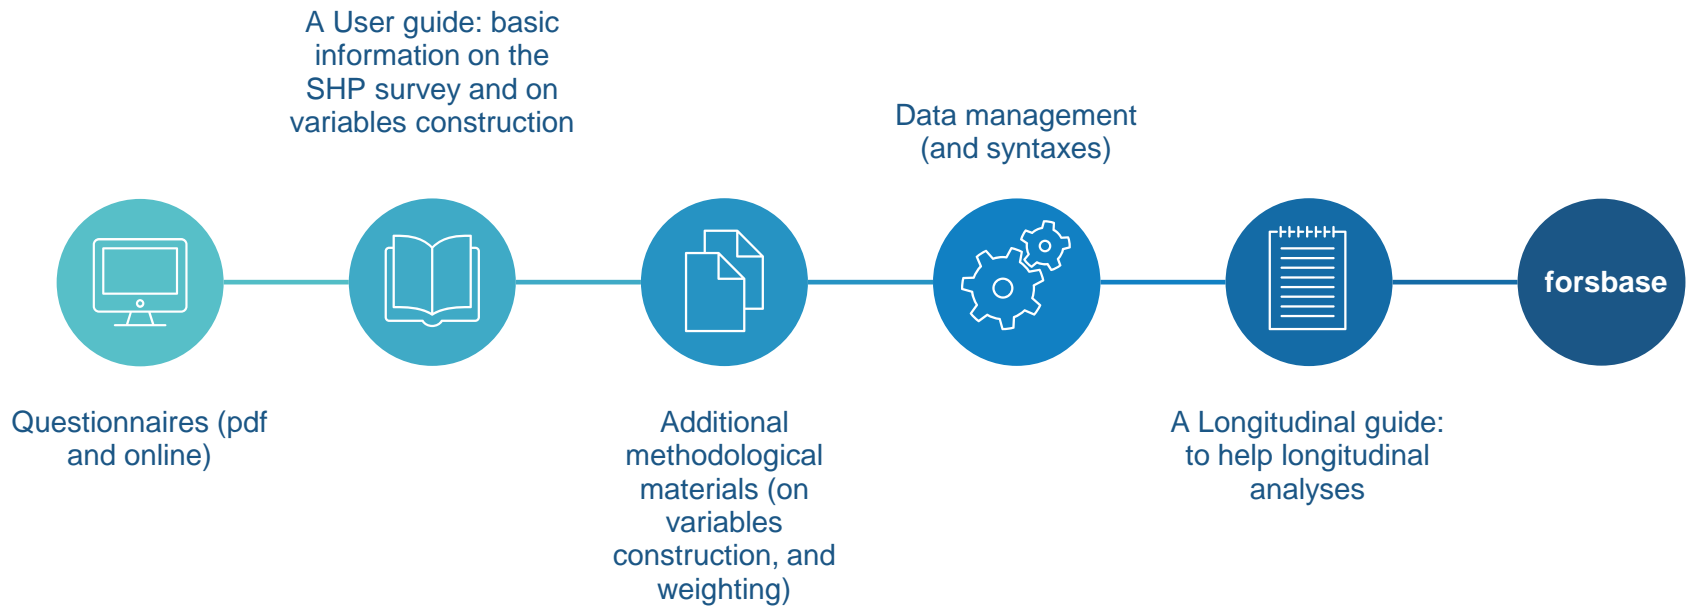 Questionnaires (pdf
and online)
A User guide: basic
information on the
SHP survey and on
variables construction
Additional
methodological
materials (on
variables
construction, and
weighting)
Data management
(and syntaxes)
A Longitudinal guide:
to help longitudinal
analyses
forsbase